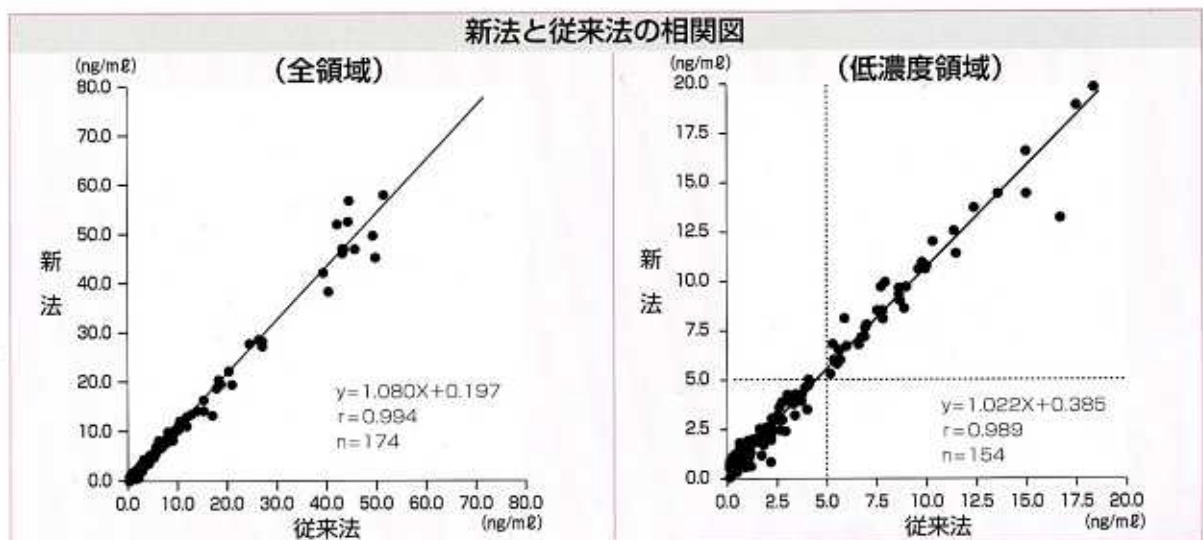 新法と従来法の相関図
(ng/mℓ)
(全領域)
80.0
70.0
60.0
50.0
40.0
30.0
20.0
10.0
0.0
新
法
y=1.080X+0.197
r=0.994
n=174
0.0 10.0 20.0 30.0 40.0 50.0 60.0 70.0 80.0
従来法
(ng/mℓ)
(ng/mℓ)
(低濃度領域)
20.0
17.5
15.0
12.5
10.0
7.5
5.0
2.5
0.0
新
法
y=1.022X+0.385
r=0.989
n=154
0.0 2.5 5.0 7.5 10.0 12.5 15.0 17.5 20.0
従来法
(ng/mℓ)